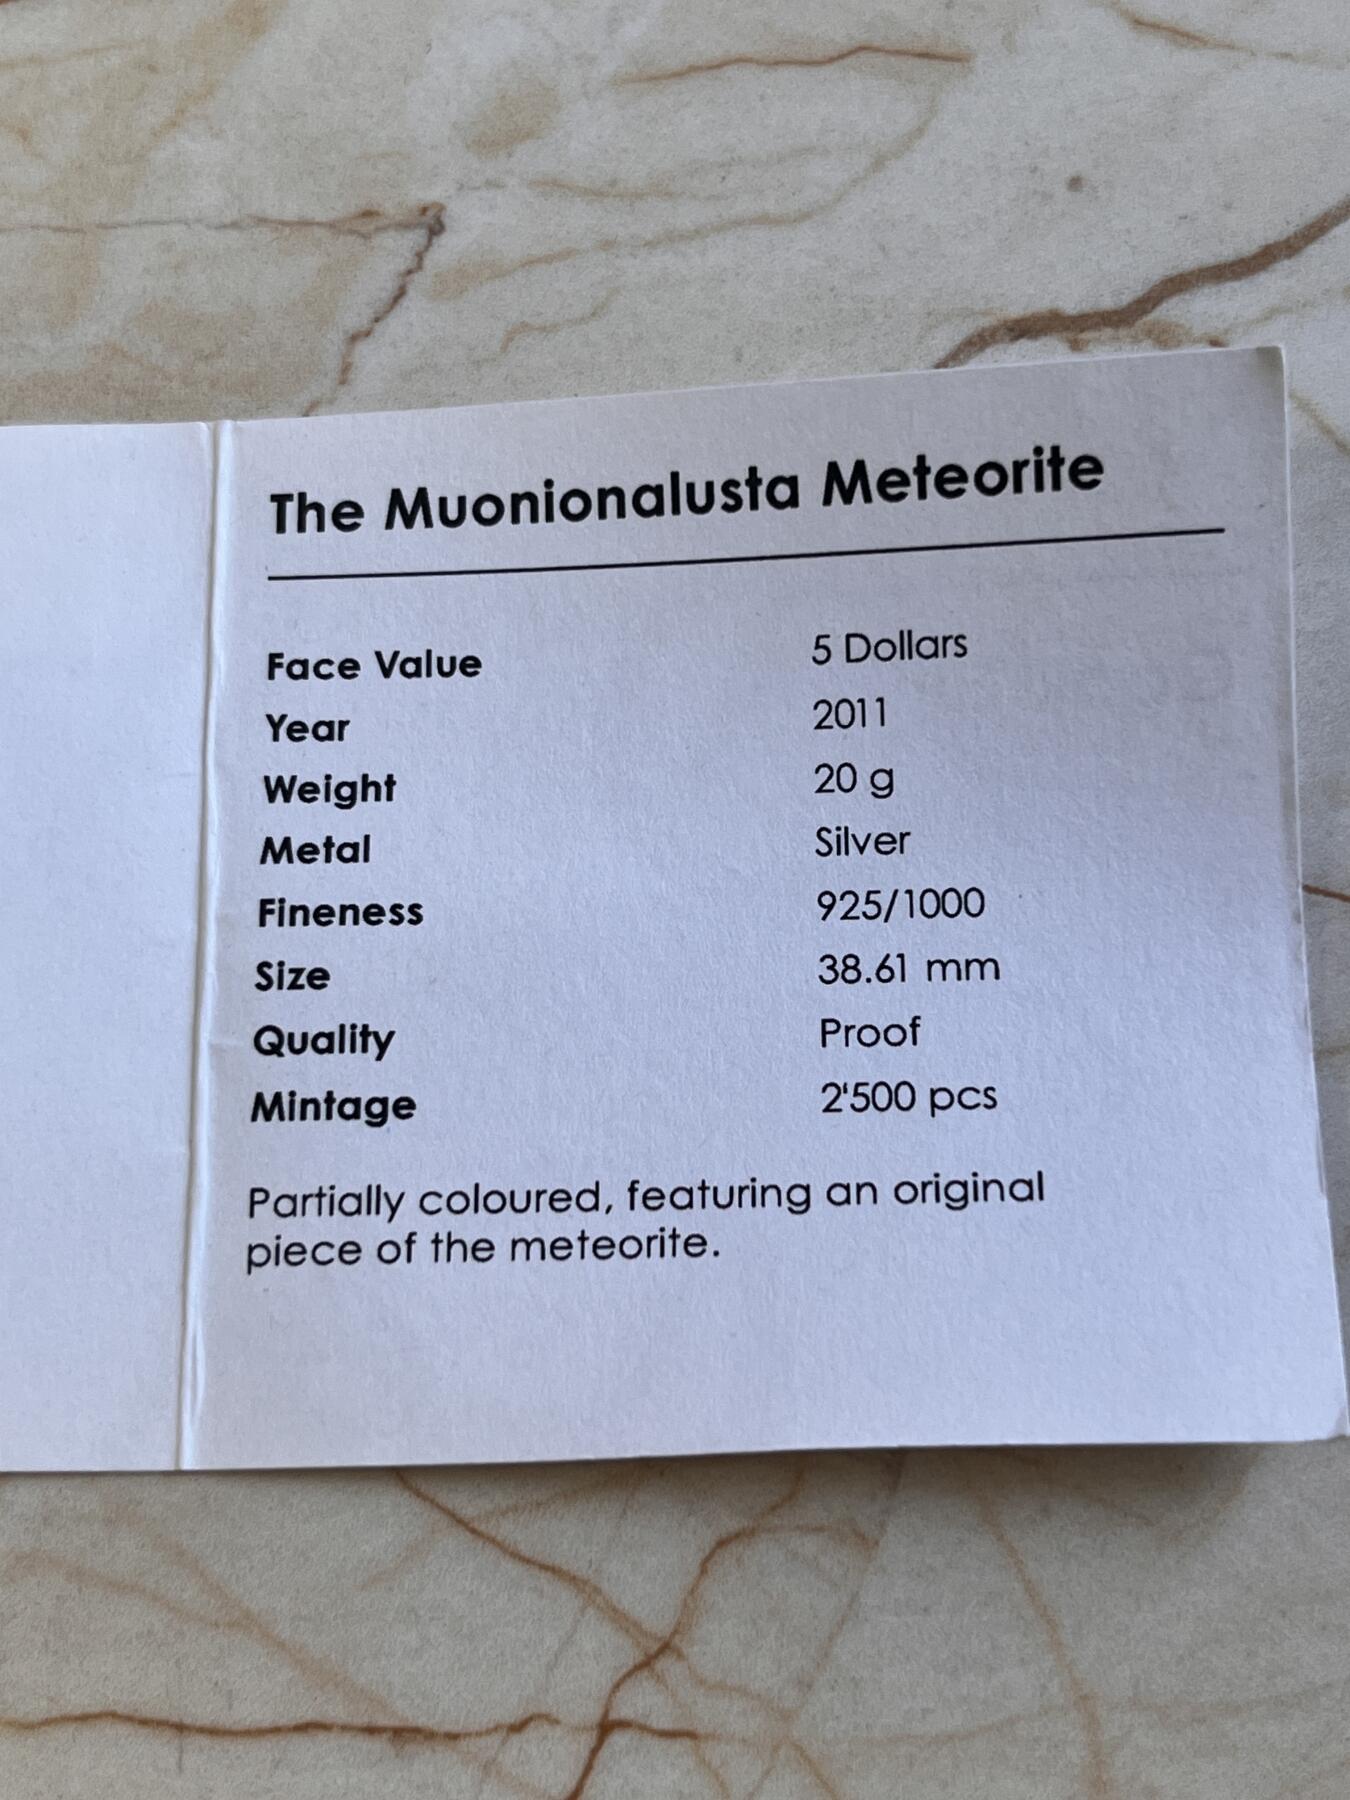 The Muonionalusta Meteorite
Face Value 5 Dollars
Year 2011
Weight 20 g
Metal Silver
Fineness 925/1000
Size 38.61 mm
Quality Proof
Mintage 2'500 pcs
Partially coloured, featuring an original
piece of the meteorite.